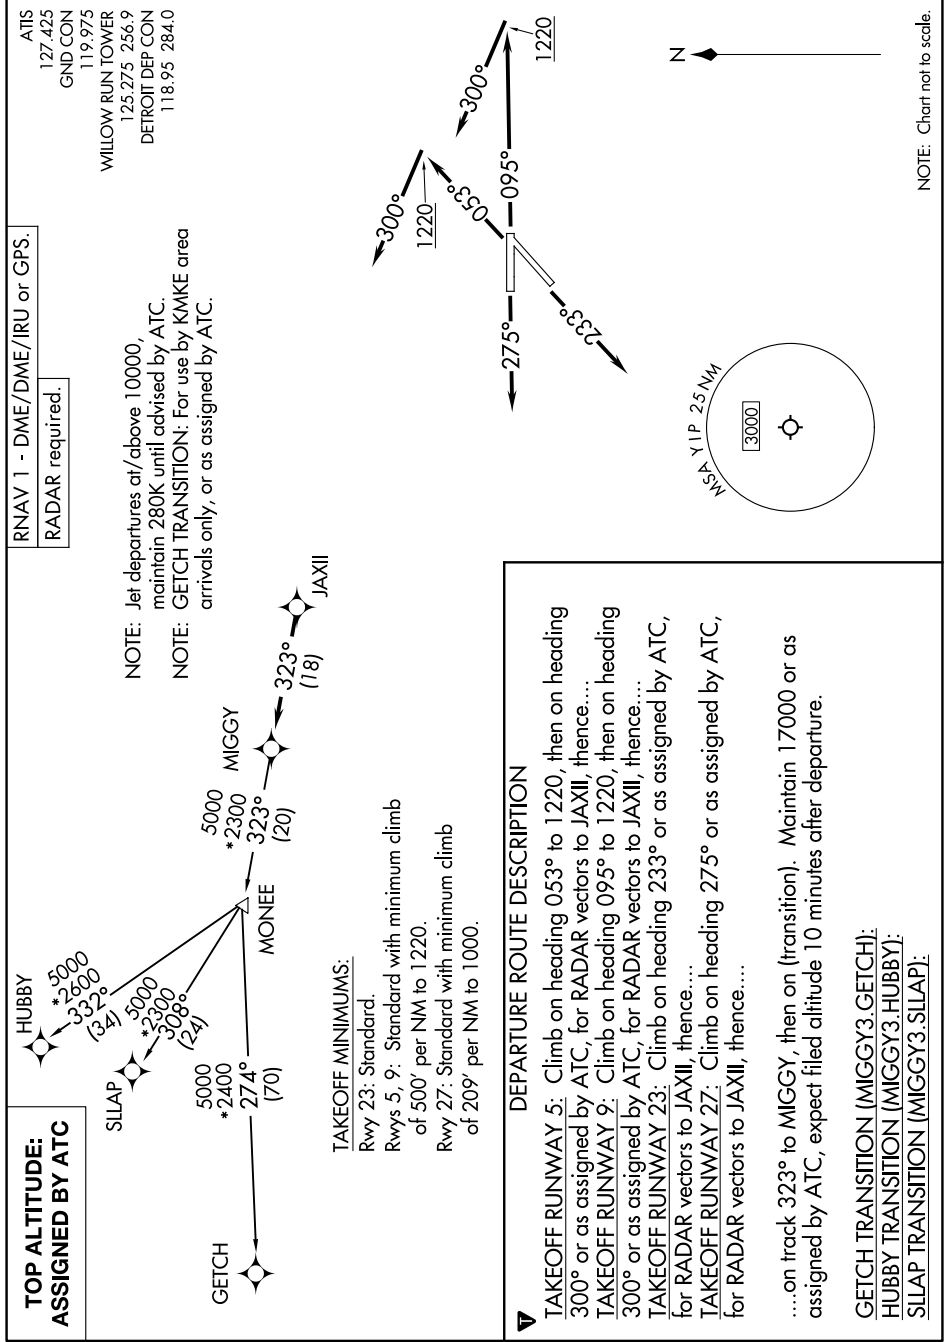 TOP ALTITUDE:
ASSIGNED BY ATC
RNAV 1 - DME/DME/IRU or GPS.
RADAR required.
ATIS
127.425
GND CON
119.975
WILLOW RUN TOWER
125.275 256.9
DETROIT DEP CON
118.95 284.0
NOTE: Jet departures at/above 10000,
maintain 280K until advised by ATC.
NOTE: GETCH TRANSITION: For use by KMKE area
arrivals only, or as assigned by ATC.
HUBBY
5000
*2600
332°
(34)
SLLAP
5000
*2300
308°
(24)
GETCH
5000
*2400
274°
(70)
MONEE
5000
*2300
323°
(20)
MIGGY
323°
(18)
JAXII
TAKEOFF MINIMUMS:
Rwy 23: Standard.
Rwys 5, 9: Standard with minimum climb
of 500' per NM to 1220.
Rwy 27: Standard with minimum climb
of 209' per NM to 1000.
300°
1220
053°
300°
1220
095°
275°
233°
N
MSA YIP 25 NM
3000
NOTE: Chart not to scale.
T
DEPARTURE ROUTE DESCRIPTION
TAKEOFF RUNWAY 5: Climb on heading 053° to 1220, then on heading
300° or as assigned by ATC, for RADAR vectors to JAXII, thence....
TAKEOFF RUNWAY 9: Climb on heading 095° to 1220, then on heading
300° or as assigned by ATC, for RADAR vectors to JAXII, thence....
TAKEOFF RUNWAY 23: Climb on heading 233° or as assigned by ATC,
for RADAR vectors to JAXII, thence....
TAKEOFF RUNWAY 27: Climb on heading 275° or as assigned by ATC,
for RADAR vectors to JAXII, thence....
....on track 323° to MIGGY, then on (transition). Maintain 17000 or as
assigned by ATC, expect filed altitude 10 minutes after departure.
GETCH TRANSITION (MIGGY3.GETCH):
HUBBY TRANSITION (MIGGY3.HUBBY):
SLLAP TRANSITION (MIGGY3.SLLAP):